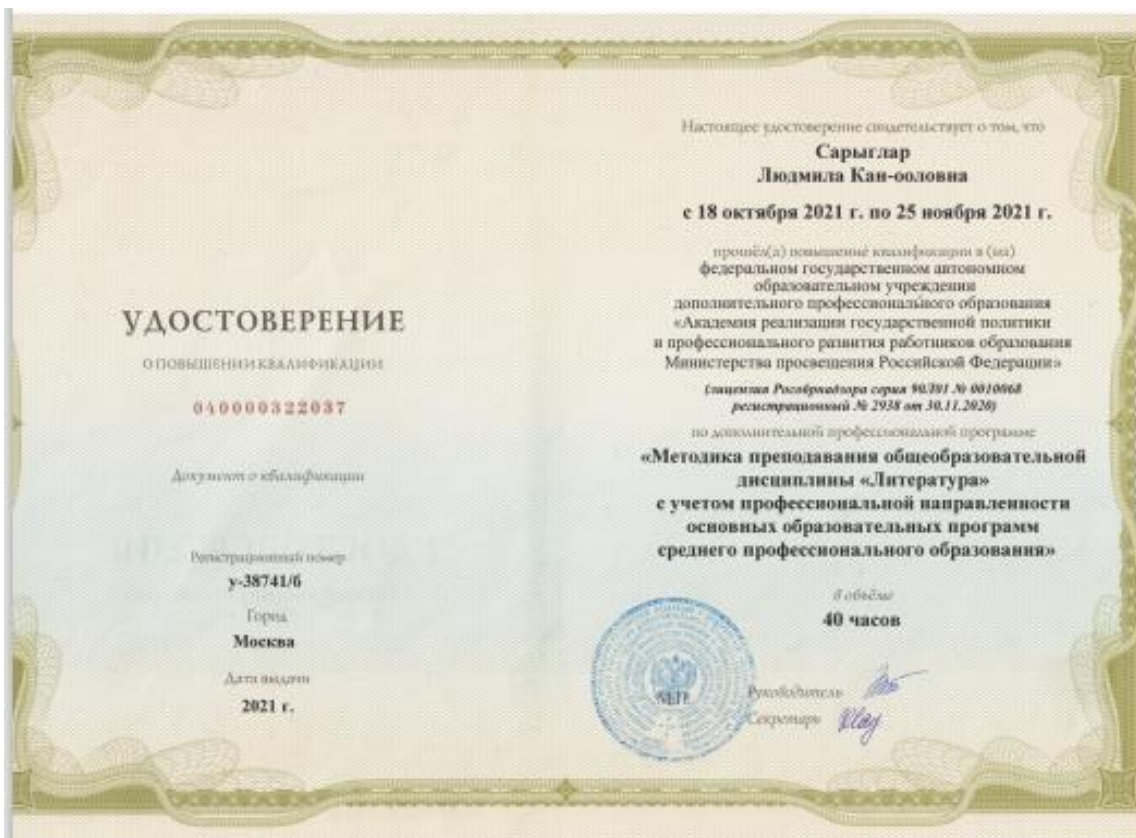 УДОСТОВЕРЕНИЕ
О ПОВЫШЕНИИ КВАЛИФИКАЦИИ
040000322037
Документ о квалификации
Регистрационный номер
у-38741/б
Город
Москва
Дата выдачи
2021 г.
Настоящее удостоверение свидетельствует о том, что
Сарыглар
Людмила Кан-ооловна
с 18 октября 2021 г. по 25 ноября 2021 г.
прошёл(а) повышение квалификации в (на)
федеральном государственном автономном
образовательном учреждении
дополнительного профессионального образования
«Академия реализации государственной политики
и профессионального развития работников образования
Министерства просвещения Российской Федерации»
(лицензия Рособрнадзора серия 90Л01 № 0010068
регистрационный № 2938 от 30.11.2020)
по дополнительной профессиональной программе
«Методика преподавания общеобразовательной
дисциплины «Литература»
с учетом профессиональной направленности
основных образовательных программ
среднего профессионального образования»
в объёме
40 часов
М.П.
Руководитель
Секретарь